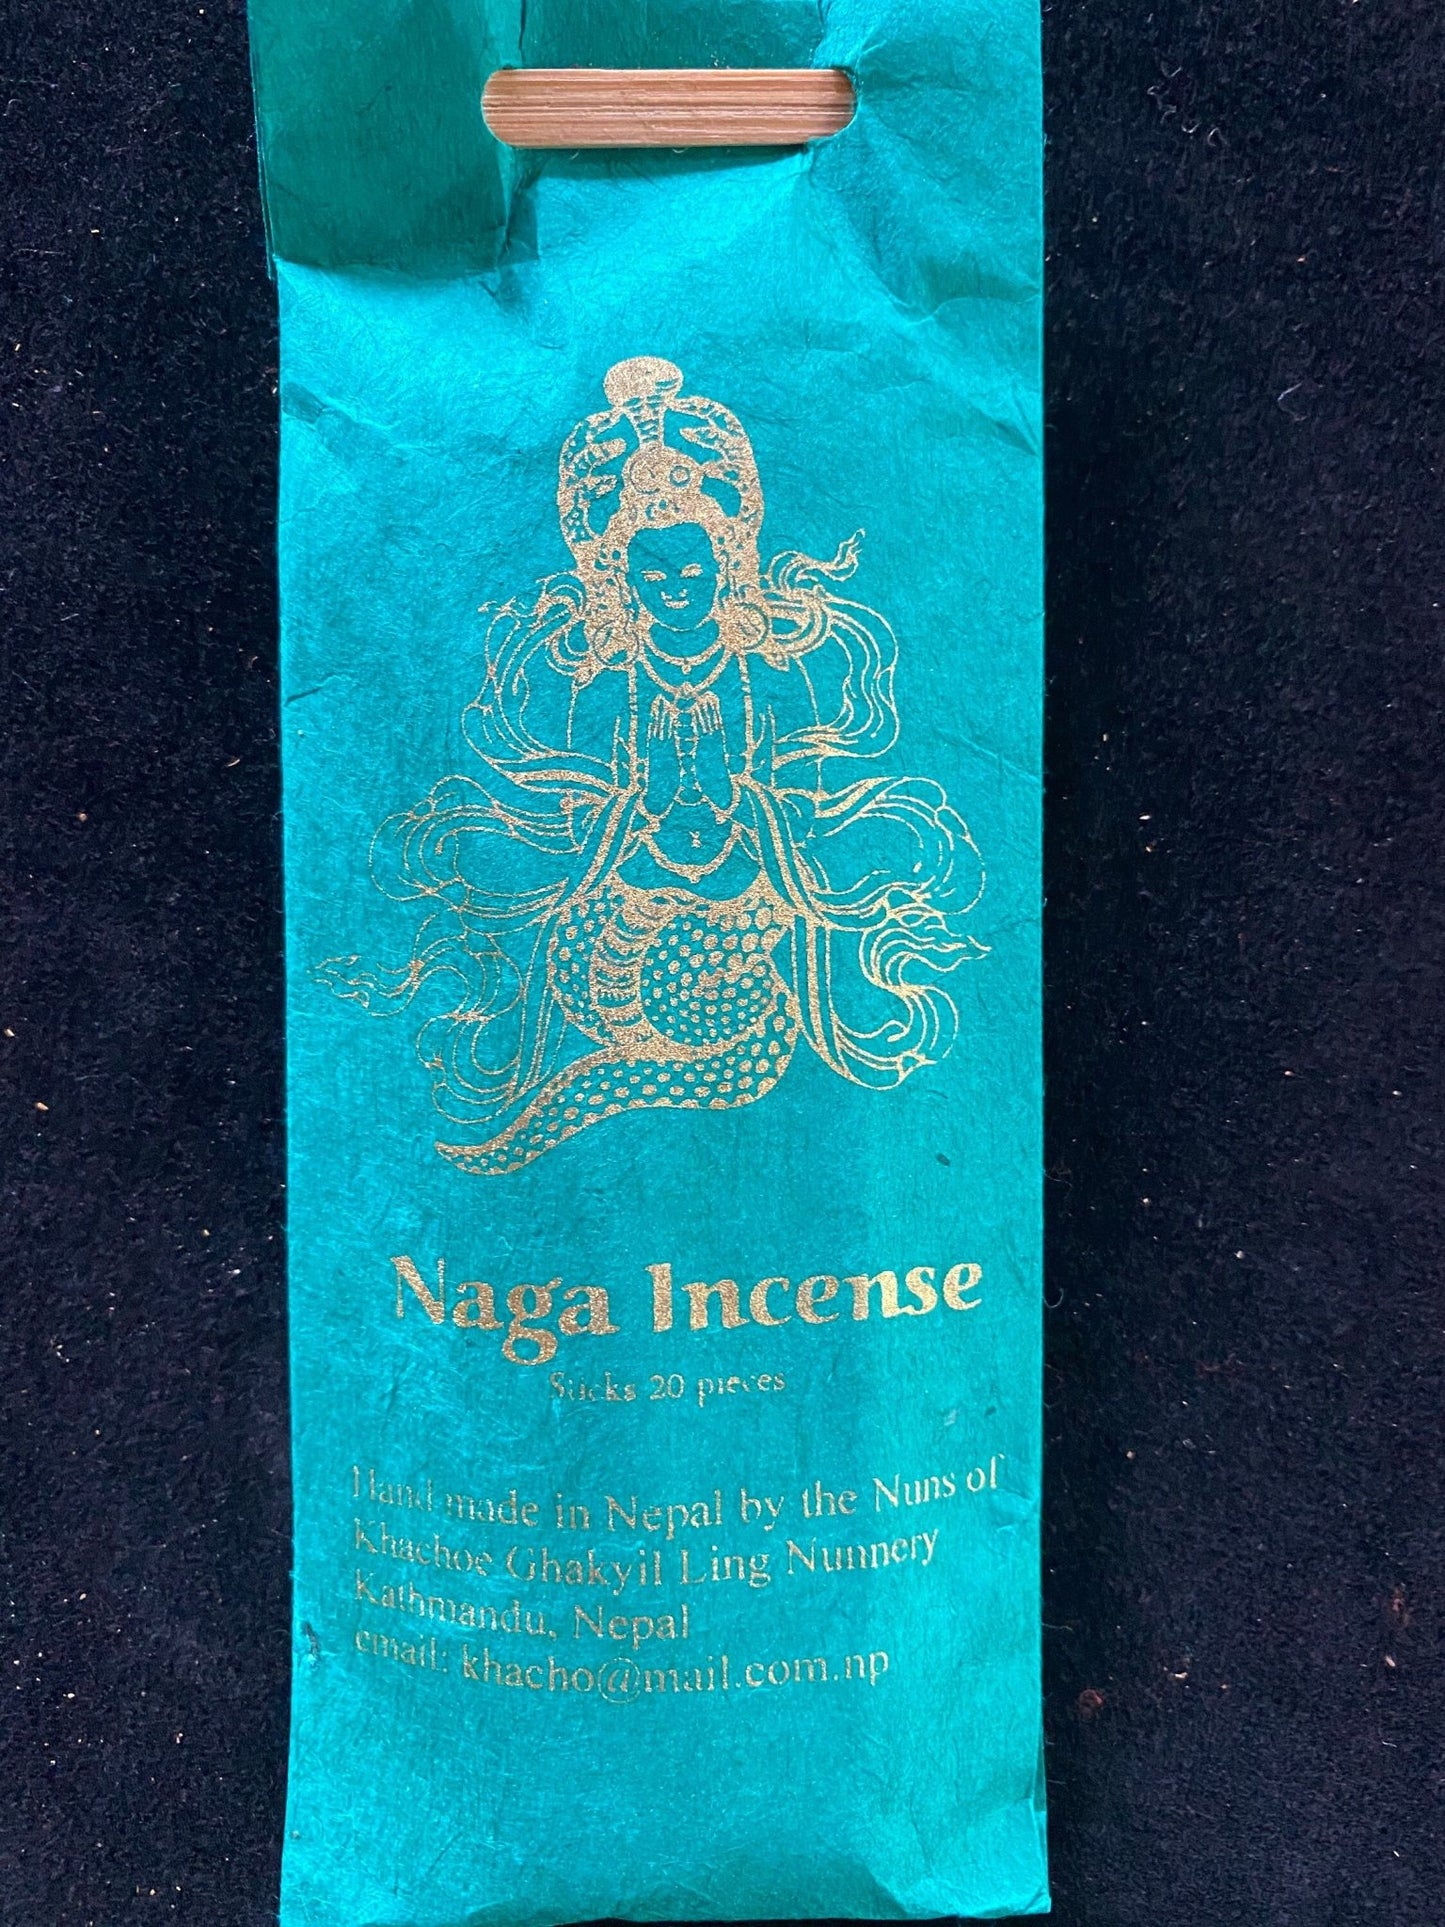 Naga Incense
Sticks 20 pieces
Hand made in Nepal by the Nuns of
Khachoe Ghakyil Ling Nunnery
Kathmandu, Nepal
email: khacho@mail.com.np